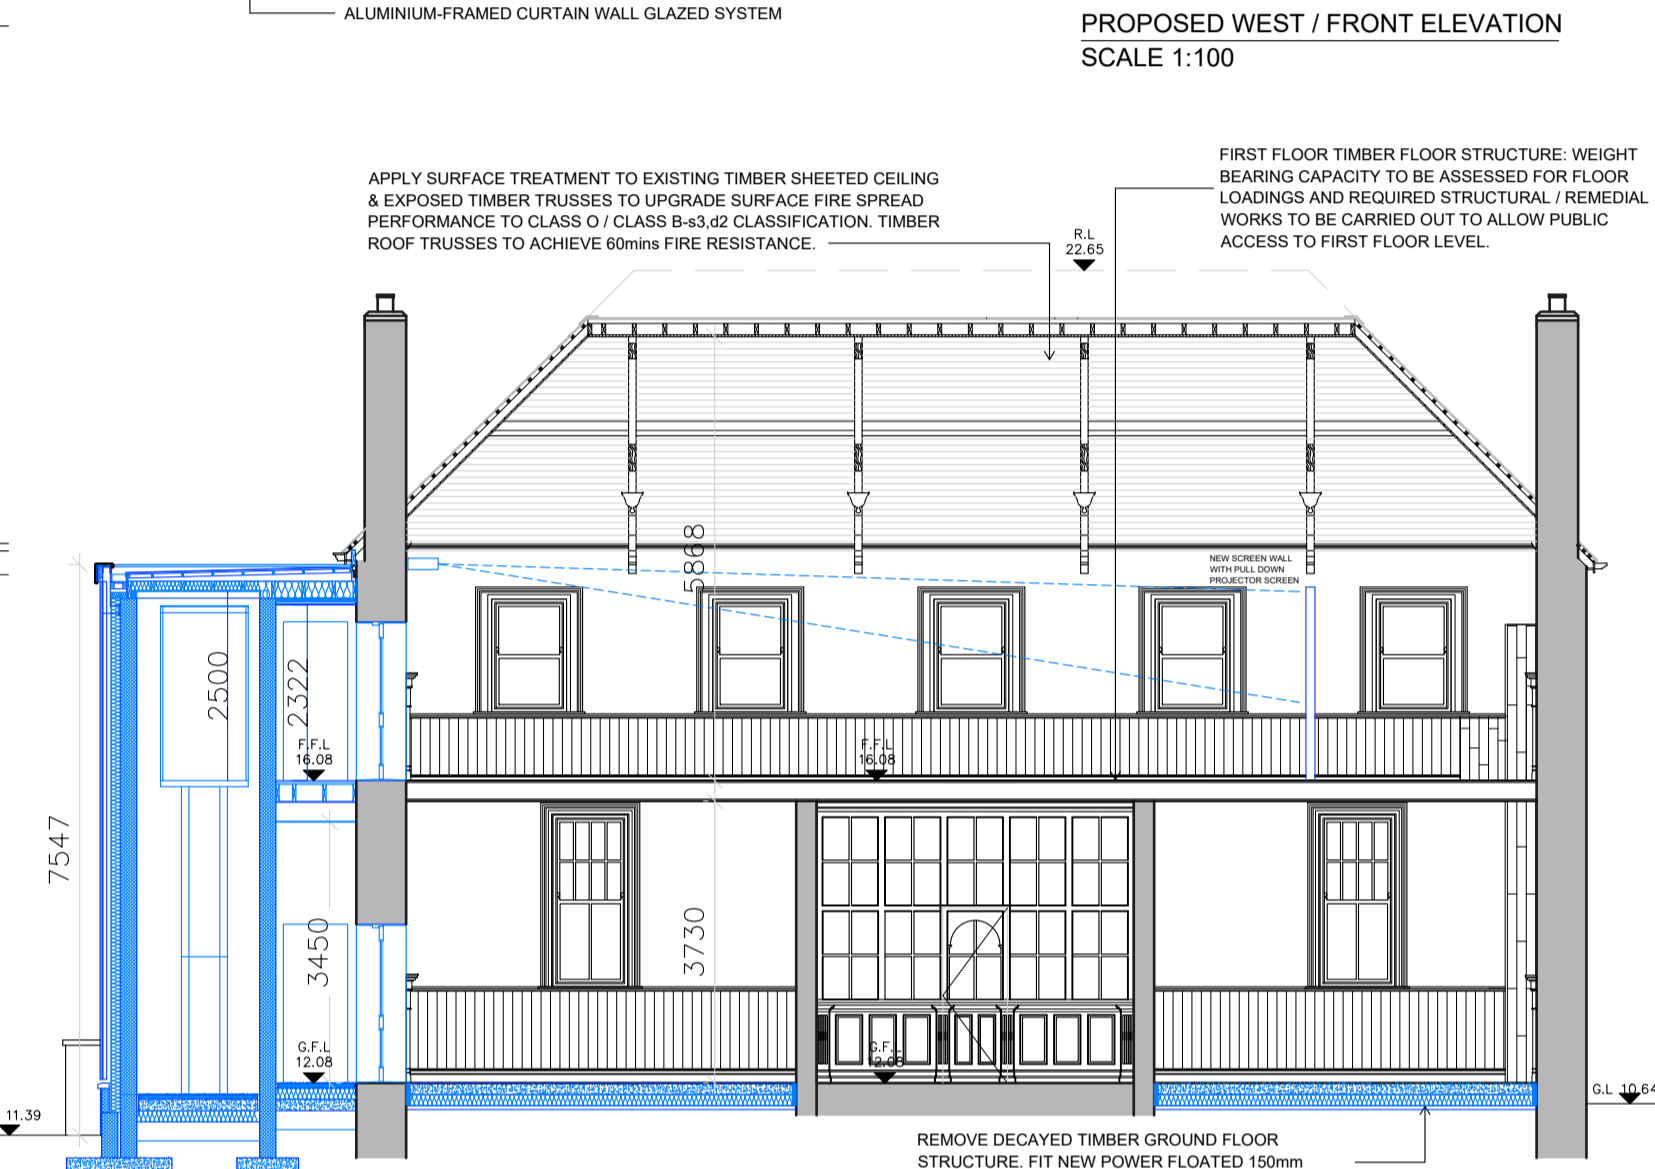 ALUMINIUM-FRAMED CURTAIN WALL GLAZED SYSTEM
PROPOSED WEST / FRONT ELEVATION
SCALE 1:100
APPLY SURFACE TREATMENT TO EXISTING TIMBER SHEETED CEILING
& EXPOSED TIMBER TRUSSES TO UPGRADE SURFACE FIRE SPREAD
PERFORMANCE TO CLASS O / CLASS B-s3,d2 CLASSIFICATION. TIMBER
ROOF TRUSSES TO ACHIEVE 60mins FIRE RESISTANCE.
FIRST FLOOR TIMBER FLOOR STRUCTURE: WEIGHT
BEARING CAPACITY TO BE ASSESSED FOR FLOOR
LOADINGS AND REQUIRED STRUCTURAL / REMEDIAL
WORKS TO BE CARRIED OUT TO ALLOW PUBLIC
ACCESS TO FIRST FLOOR LEVEL.
R.L
22.65
5868
NEW SCREEN WALL
WITH PULL DOWN
PROJECTOR SCREEN
2500
2322
F.F.L
16.08
F.F.L
16.08
7547
3450
3730
G.F.L
12.08
G.F.L
12.08
11.39
G.L 10.64
REMOVE DECAYED TIMBER GROUND FLOOR
STRUCTURE. FIT NEW POWER FLOATED 150mm